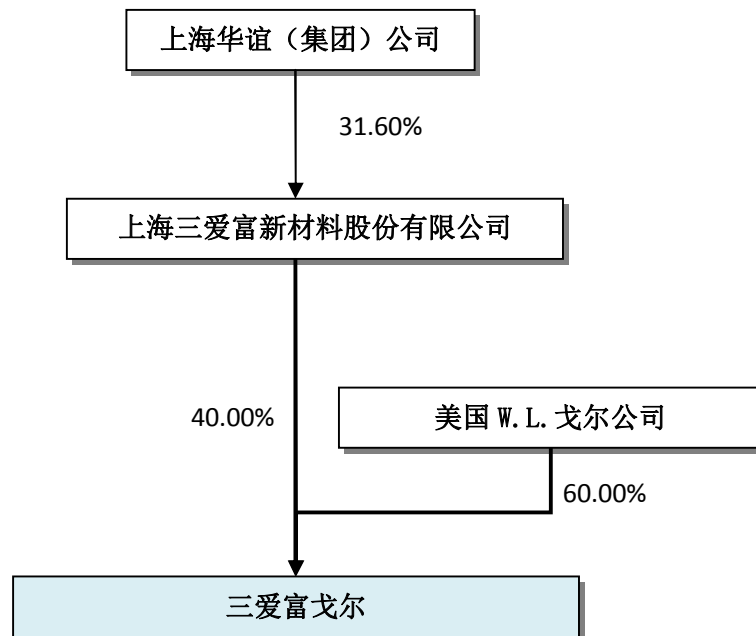 上海华谊（集团）公司
31.60%
上海三爱富新材料股份有限公司
40.00%
美国 W.L.戈尔公司
60.00%
三爱富戈尔